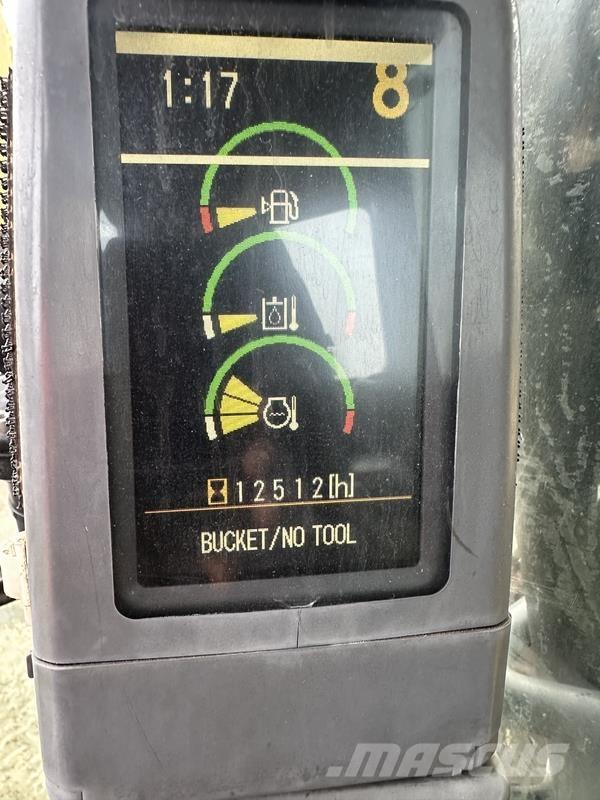 1:17 8
12512[h]
BUCKET/NO TOOL
MASCUS